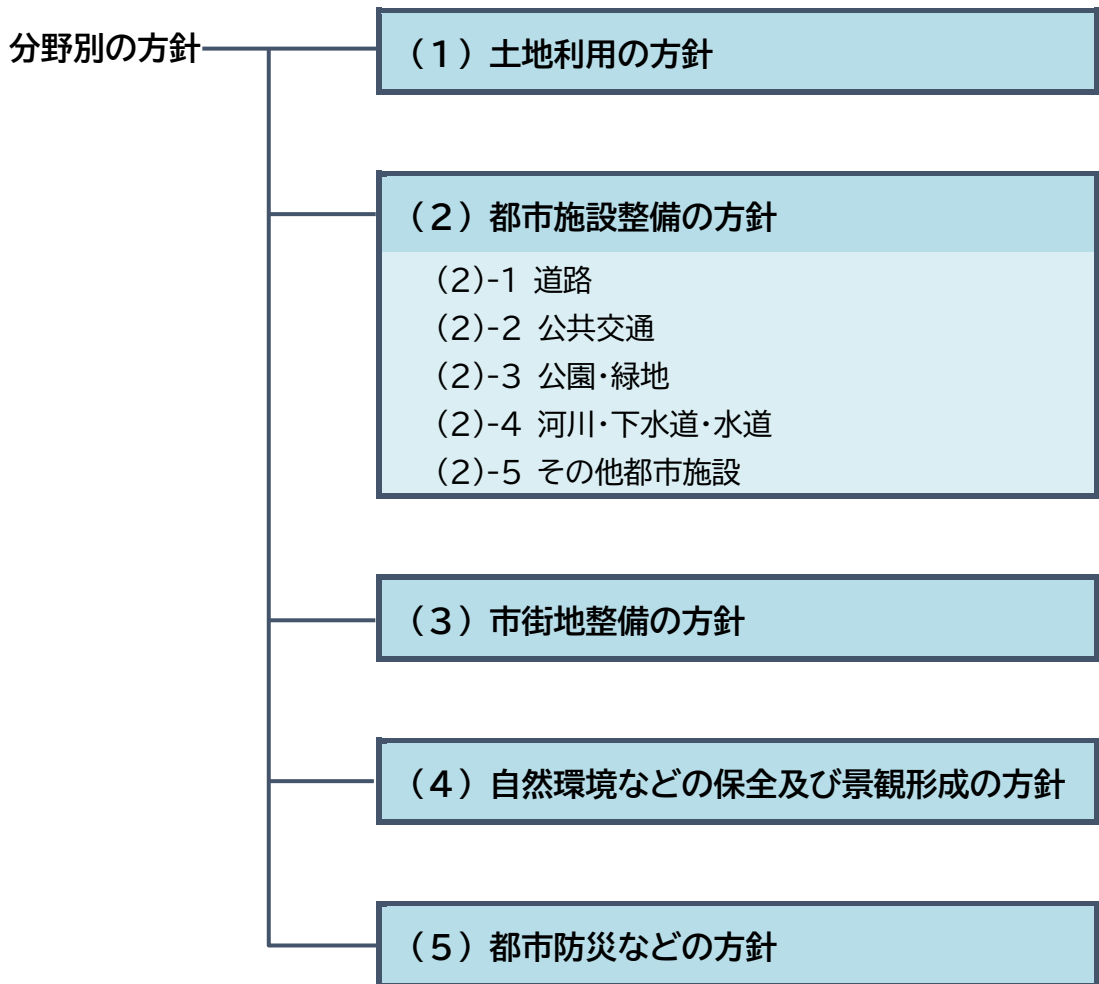 分野別の方針
（1）土地利用の方針
（2）都市施設整備の方針
(2)-1 道路
(2)-2 公共交通
(2)-3 公園・緑地
(2)-4 河川・下水道・水道
(2)-5 その他都市施設
（3）市街地整備の方針
（4）自然環境などの保全及び景観形成の方針
（5）都市防災などの方針